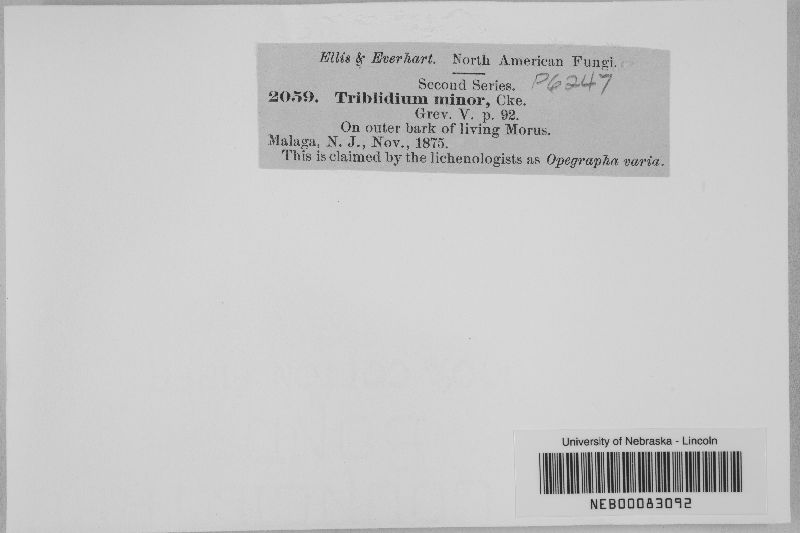 Ellis & Everhart. North American Fungi.
Second Series. P6247
2059. Triblidium minor, Cke.
Grev. V. p. 92.
On outer bark of living Morus.
Malaga, N. J., Nov., 1875.
This is claimed by the lichenologists as Opegrapha varia.
University of Nebraska - Lincoln
NEB00083092